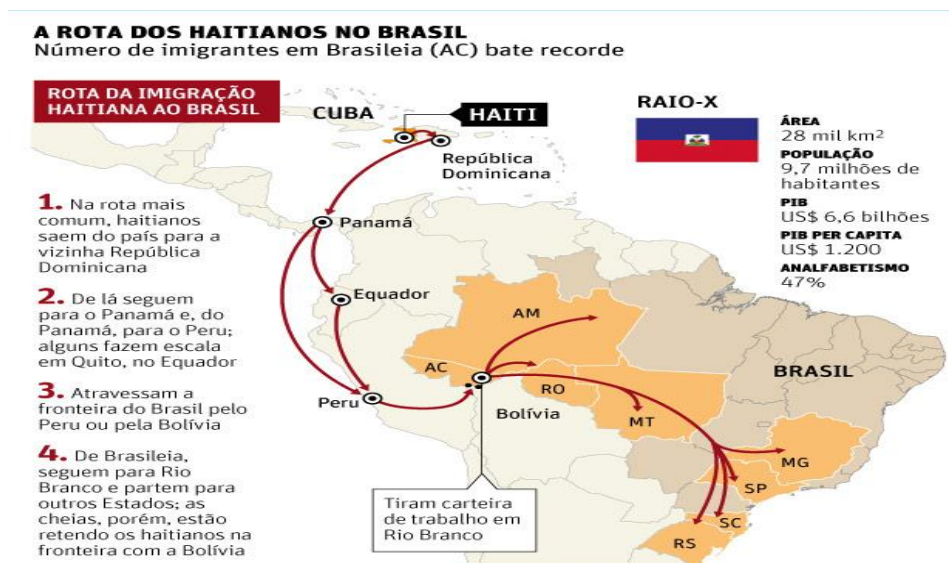 A ROTA DOS HAITIANOS NO BRASIL
Número de imigrantes em Brasileia (AC) bate recorde
ROTA DA IMIGRAÇÃO
HAITIANA AO BRASIL
1. Na rota mais
comum, haitianos
saem do país para a
vizinha República
Dominicana
2. De lá seguem
para o Panamá e, do
Panamá, para o Peru;
alguns fazem escala
em Quito, no Equador
3. Atravessam a
fronteira do Brasil pelo
Peru ou pela Bolívia
4. De Brasileia,
seguem para Rio
Branco e partem para
outros Estados; as
cheias, porém, estão
retendo os haitianos na
fronteira com a Bolívia
CUBA
HAITI
República
Dominicana
Panamá
Equador
Peru
AM
AC
RO
Bolívia
MT
BRASIL
MG
SP
SC
RS
Tiram carteira
de trabalho em
Rio Branco
RAIO-X
ÁREA
28 mil km²
POPULAÇÃO
9,7 milhões de
habitantes
PIB
US$ 6,6 bilhões
PIB PER CAPITA
US$ 1.200
ANALFABETISMO
47%